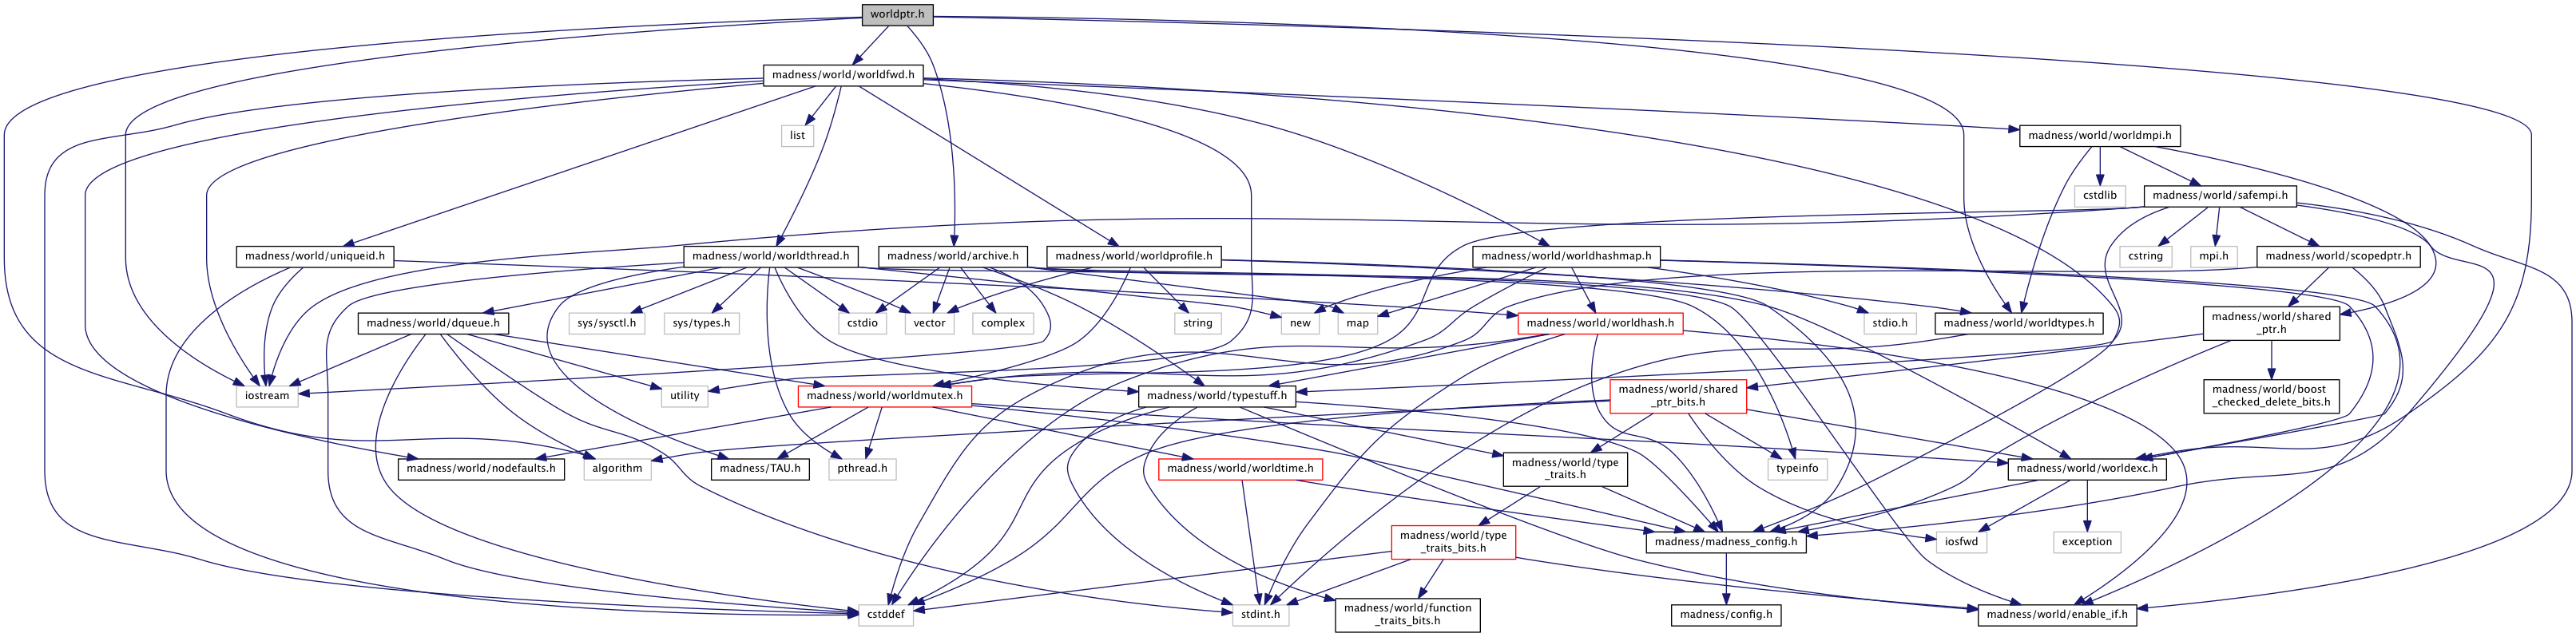 worldptr.h
madness/world/worldfwd.h
list
madness/world/worldmpi.h
cstdlib
madness/world/safempi.h
madness/world/uniqueid.h
madness/world/worldthread.h
madness/world/archive.h
madness/world/worldprofile.h
madness/world/worldhashmap.h
cstring
mpi.h
madness/world/scopedptr.h
madness/world/dqueue.h
sys/sysctl.h
sys/types.h
cstdio
vector
complex
string
new
map
madness/world/worldhash.h
stdio.h
madness/world/worldtypes.h
madness/world/shared
_ptr.h
iostream
utility
madness/world/worldmutex.h
madness/world/typestuff.h
madness/world/shared
_ptr_bits.h
madness/world/boost
_checked_delete_bits.h
madness/world/nodefaults.h
algorithm
madness/TAU.h
pthread.h
madness/world/worldtime.h
madness/world/type
_traits.h
typeinfo
madness/world/worldexc.h
madness/world/type
_traits_bits.h
madness/madness_config.h
iosfwd
exception
cstddef
stdint.h
madness/world/function
_traits_bits.h
madness/config.h
madness/world/enable_if.h